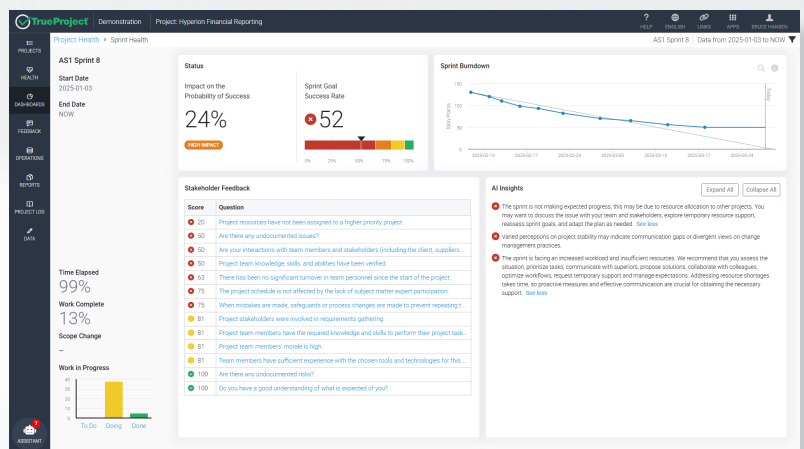 TrueProject
Demonstration
Project: Hyperion Financial Reporting
HELP
ENGLISH
LINKS
APPS
BRUCE HANSEN
PROJECTS
HEALTH
DASHBOARDS
FEEDBACK
OPERATIONS
REPORTS
PROJECT LOG
DATA
7
ASSISTANT
Project Health Sprint Health
AS1 Sprint 8 Data from 2025-01-03 to NOW
AS1 Sprint 8
Start Date
2025-01-03
End Date
NOW
Time Elapsed
99%
Work Complete
13%
Scope Change
–
Work in Progress
40
30
20
10
0
To Do Doing Done
Status
Impact on the
Probability of Success
24%
HIGH IMPACT
Sprint Goal
Success Rate
52
0% 25% 50% 75% 100%
Sprint Burndown
Story Points
150
100
50
0
2025-02-10 2025-02-17 2025-02-24 2025-03-03 2025-03-10 2025-03-17 2025-03-24
Today
Stakeholder Feedback
Score Question
20 Project resources have not been assigned to a higher priority project.
50 Are there any undocumented issues?
50 Are your interactions with team members and stakeholders (including the client, suppliers ...
50 Project team knowledge, skills, and abilities have been verified.
63 There has been no significant turnover in team personnel since the start of the project.
75 The project schedule is not affected by the lack of subject matter expert participation.
75 When mistakes are made, safeguards or process changes are made to prevent repeating t...
81 Project stakeholders were involved in requirements gathering.
81 Project team members have the required knowledge and skills to perform their project task...
81 Project team members' morale is high.
81 Team members have sufficient experience with the chosen tools and technologies for this ...
100 Are there any undocumented risks?
100 Do you have a good understanding of what is expected of you?
AI Insights
Expand All
Collapse All
The sprint is not making expected progress, this may be due to resource allocation to other projects. You
may want to discuss the issue with your team and stakeholders, explore temporary resource support,
reassess sprint goals, and adapt the plan as needed. See less
Varied perceptions on project stability may indicate communication gaps or divergent views on change
management practices.
The sprint is facing an increased workload and insufficient resources. We recommend that you assess the
situation, prioritize tasks, communicate with superiors, propose solutions, collaborate with colleagues,
optimize workflows, request temporary support and manage expectations. Addressing resource shortages
takes time, so proactive measures and effective communication are crucial for obtaining the necessary
support. See less